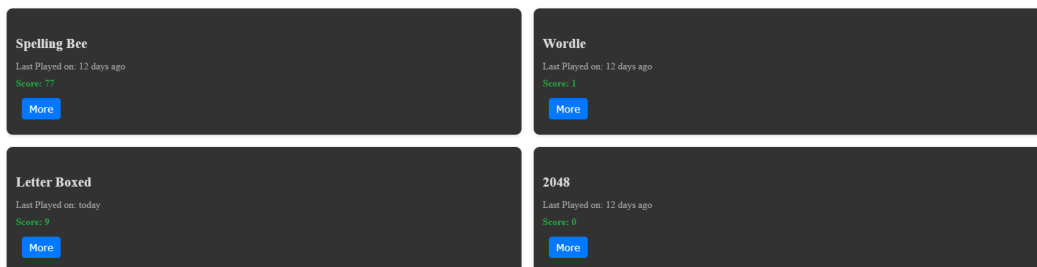 Spelling Bee
Last Played on: 12 days ago
Score: 77
More
Wordle
Last Played on: 12 days ago
Score: 1
More
Letter Boxed
Last Played on: today
Score: 9
More
2048
Last Played on: 12 days ago
Score: 0
More